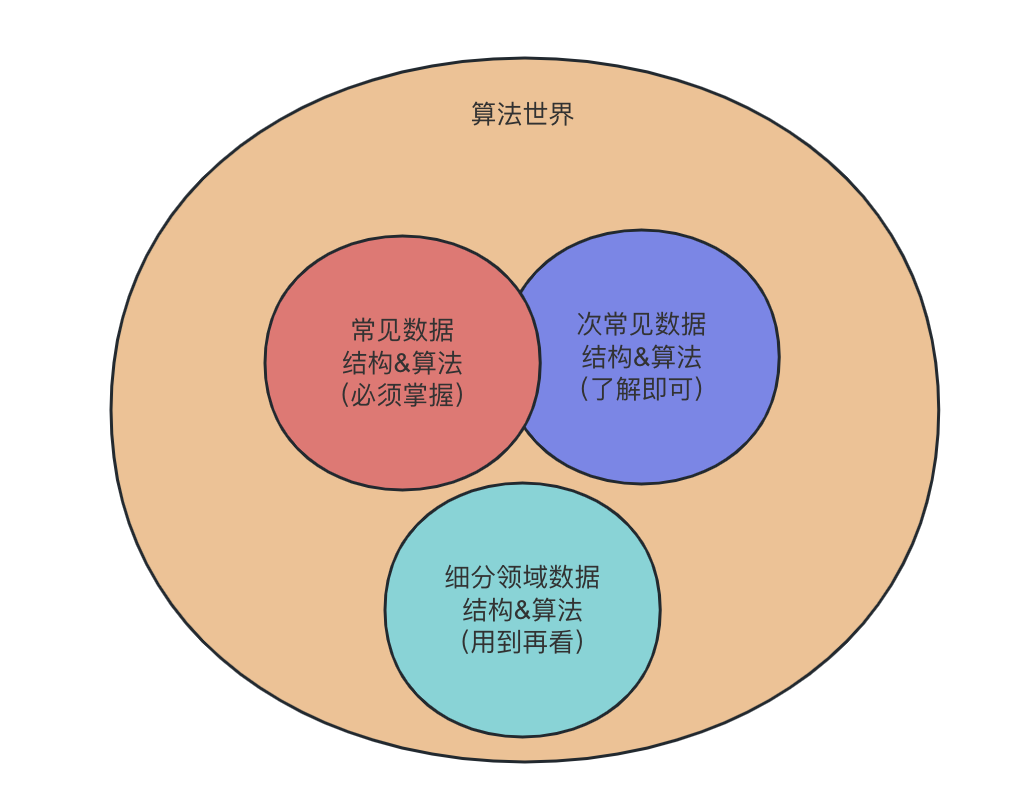 算法世界
常见数据
结构&算法
（必须掌握）
次常见数据
结构&算法
（了解即可）
细分领域数据
结构&算法
（用到再看）